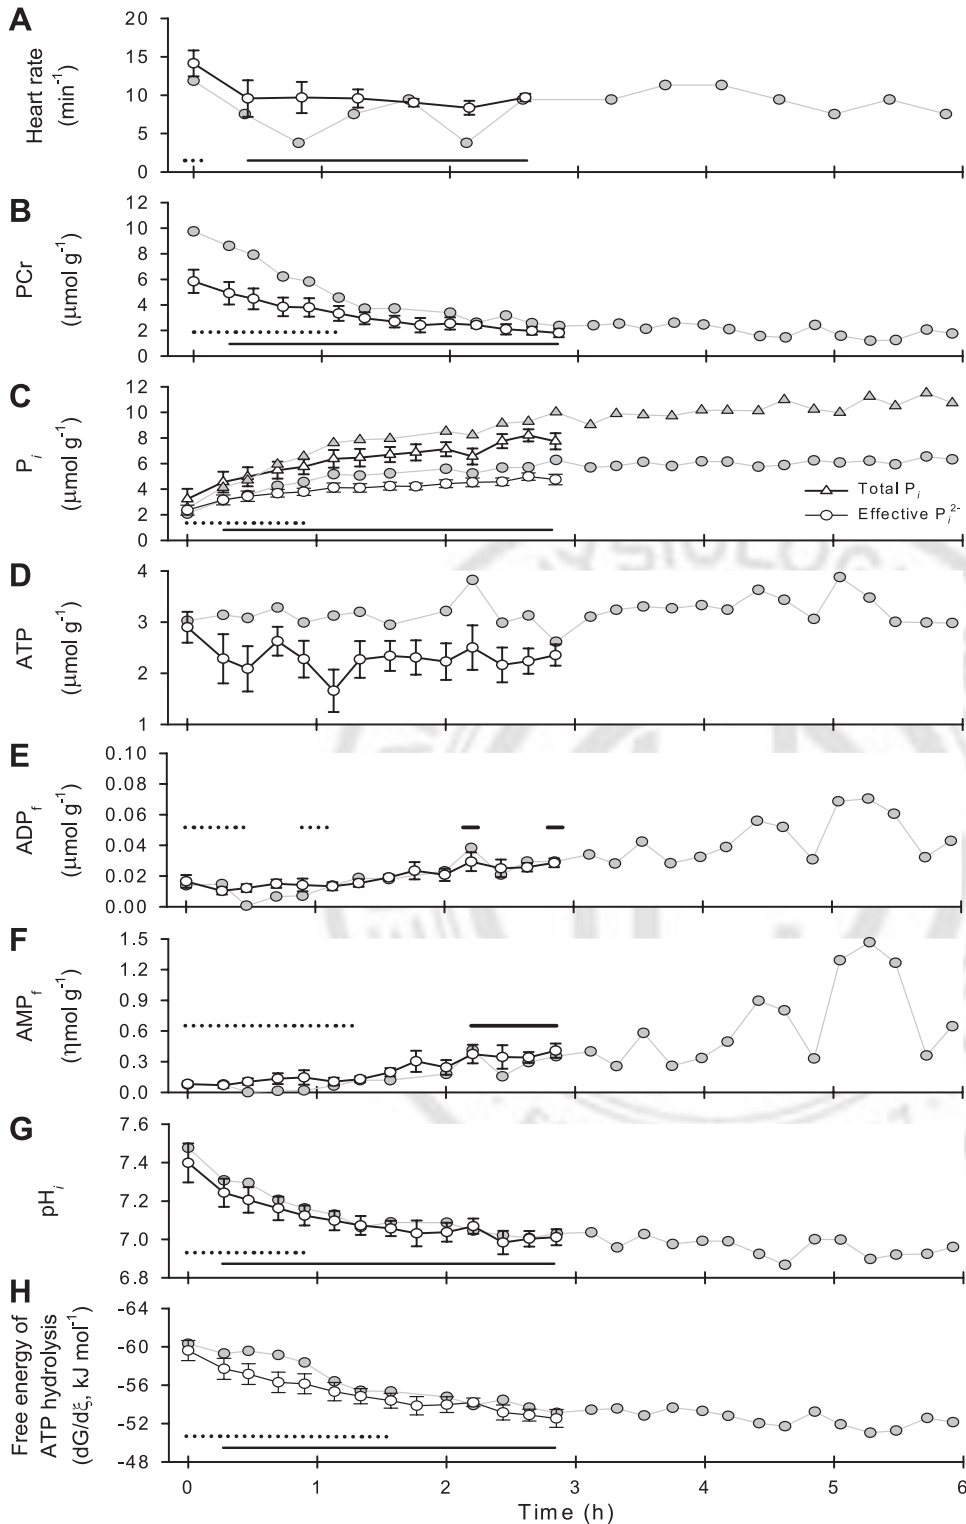 A
Heart rate
(min⁻¹)
20
15
10
5
0
B
PCr
(μmol g⁻¹)
12
10
8
6
4
2
0
C
Pᵢ
(μmol g⁻¹)
12
10
8
6
4
2
0
Total Pᵢ
Effective Pᵢ²⁻
D
ATP
(μmol g⁻¹)
4
3
2
1
E
ADPf
(μmol g⁻¹)
0.10
0.08
0.06
0.04
0.02
0.00
F
AMPf
(ηmol g⁻¹)
1.5
1.2
0.9
0.6
0.3
0.0
G
pHᵢ
7.6
7.4
7.2
7.0
6.8
H
Free energy of
ATP hydrolysis
(dG/dξ, kJ mol⁻¹)
-64
-60
-56
-52
-48
0 1 2 3 4 5 6
Time (h)